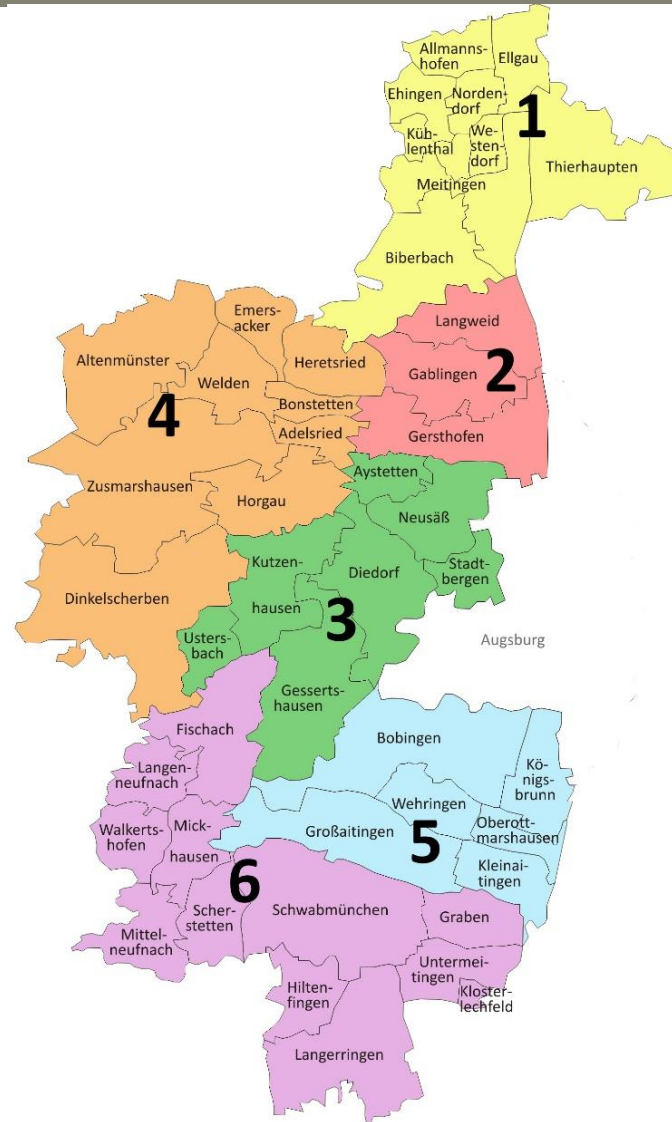 Allmanns-
hofen
Ellgau
Ehingen
Norden-
dorf
1
Küh-
lenthal
We-
sten-
dorf
Thierhaupten
Meitingen
Biberbach
Emers-
acker
Langweid
Altenmünster
Heretsried
Welden
Gablingen
2
Bonstetten
4
Adelsried
Gersthofen
Aystetten
Zusmarshausen
Horgau
Neusäß
Kutzen-
hausen
Diedorf
Stadt-
bergen
Dinkelscherben
3
Usters-
bach
Augsburg
Gesserts-
hausen
Fischach
Bobingen
Langen-
neufnach
Kö-
nigs-
brunn
Wehringen
Walkerts-
hofen
Mick-
hausen
Großaitingen
5
Oberott-
marshausen
Kleinai-
tingen
6
Scher-
stetten
Schwabmünchen
Graben
Mittel-
neufnach
Untermei-
tingen
Hilten-
fingen
Kloster-
lechfeld
Langerringen